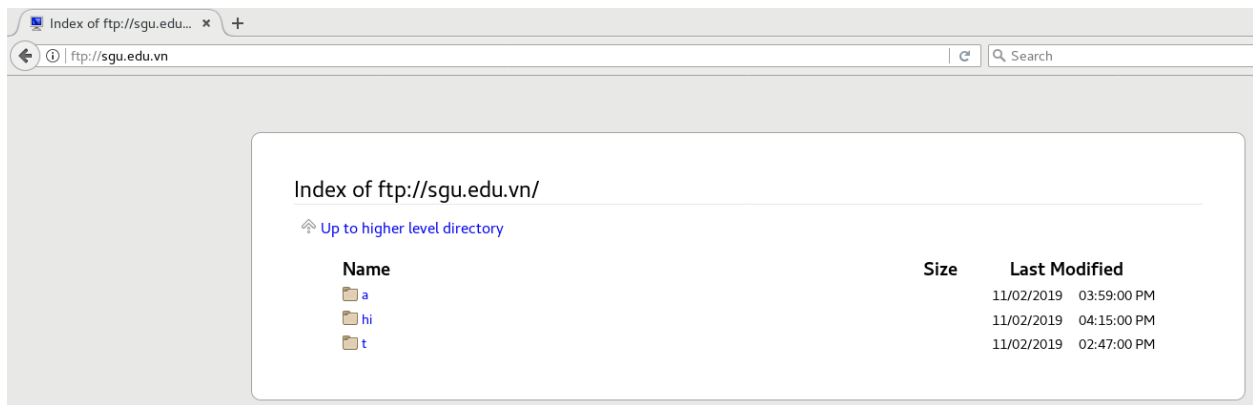 Index of ftp://sgu.edu... × +
ftp://sgu.edu.vn Search
Index of ftp://sgu.edu.vn/
Up to higher level directory
Name Size Last Modified
a 11/02/2019 03:59:00 PM
hi 11/02/2019 04:15:00 PM
t 11/02/2019 02:47:00 PM